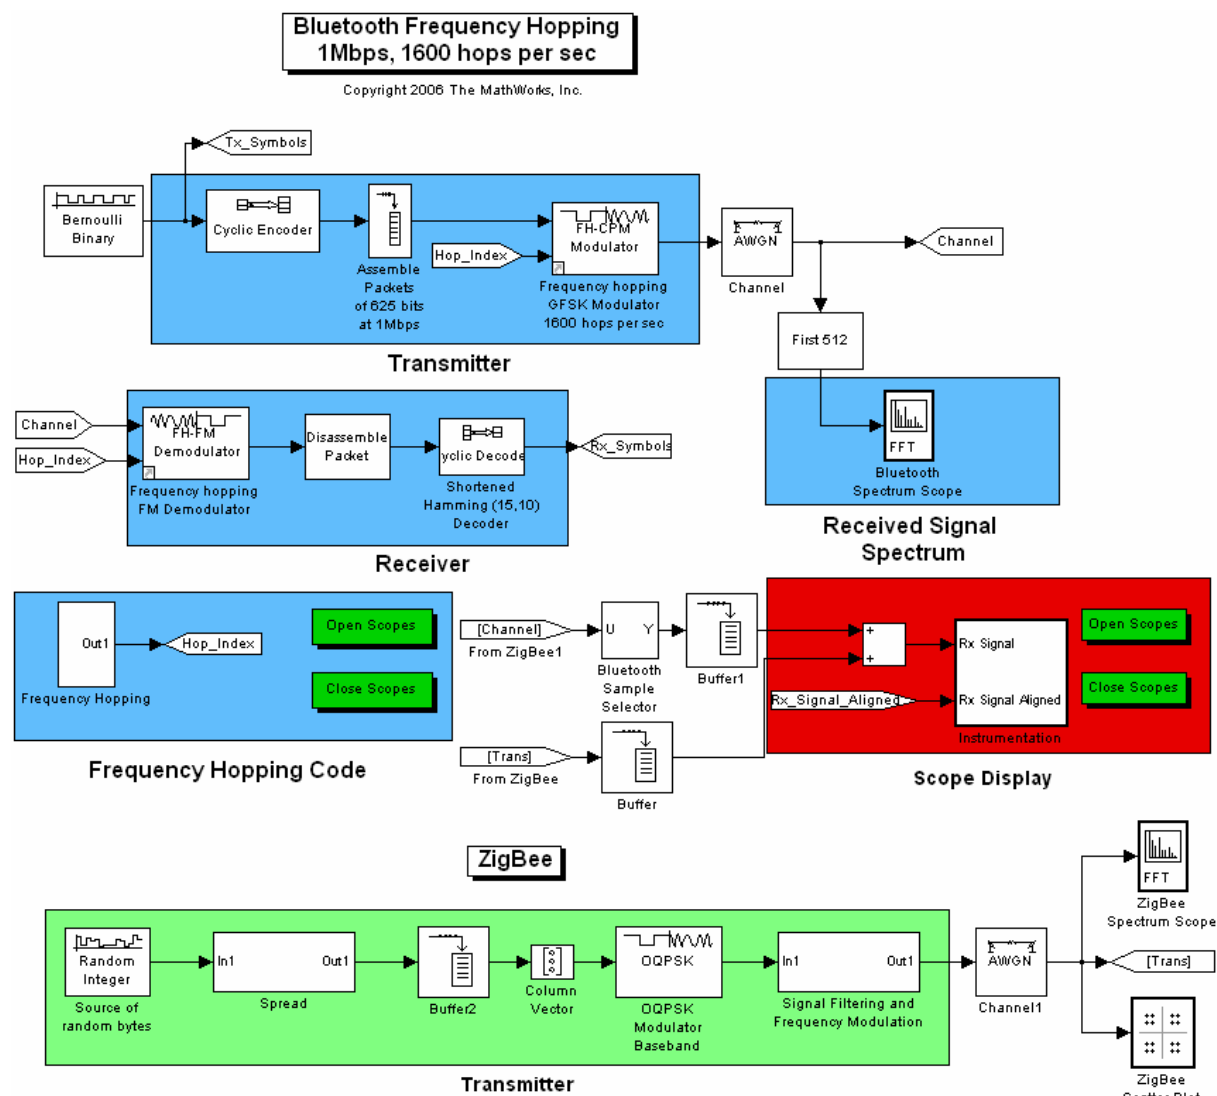 Bluetooth Frequency Hopping
1Mbps, 1600 hops per sec
Copyright 2006 The MathWorks, Inc.
Tx_Symbols
Bernoulli
Binary
Cyclic Encoder
Assemble
Packets
of 625 bits
at 1Mbps
Hop_Index
FH-CPM
Modulator
Frequency hopping
GFSK Modulator
1600 hops per sec
AWGN
Channel
Channel
First 512
Transmitter
Channel
Hop_Index
FH-FM
Demodulator
Frequency hopping
FM Demodulator
Disassemble
Packet
yclic Decode
Shortened
Hamming (15,10)
Decoder
Rx_Symbols
Receiver
FFT
Bluetooth
Spectrum Scope
Received Signal
Spectrum
Out1
Hop_Index
Frequency Hopping
Open Scopes
Close Scopes
Frequency Hopping Code
[Channel]
From ZigBee1
U Y
Bluetooth
Sample
Selector
Buffer1
[Trans]
From ZigBee
Buffer
+
+
Rx_Signal_Aligned
Rx Signal
Rx Signal Aligned
Instrumentation
Open Scopes
Close Scopes
Scope Display
ZigBee
Random
Integer
Source of
random bytes
In1 Out1
Spread
Buffer2
Column
Vector
OQPSK
OQPSK
Modulator
Baseband
In1 Out1
Signal Filtering and
Frequency Modulation
AWGN
Channel1
FFT
ZigBee
Spectrum Scope
[Trans]
ZigBee
Transmitter